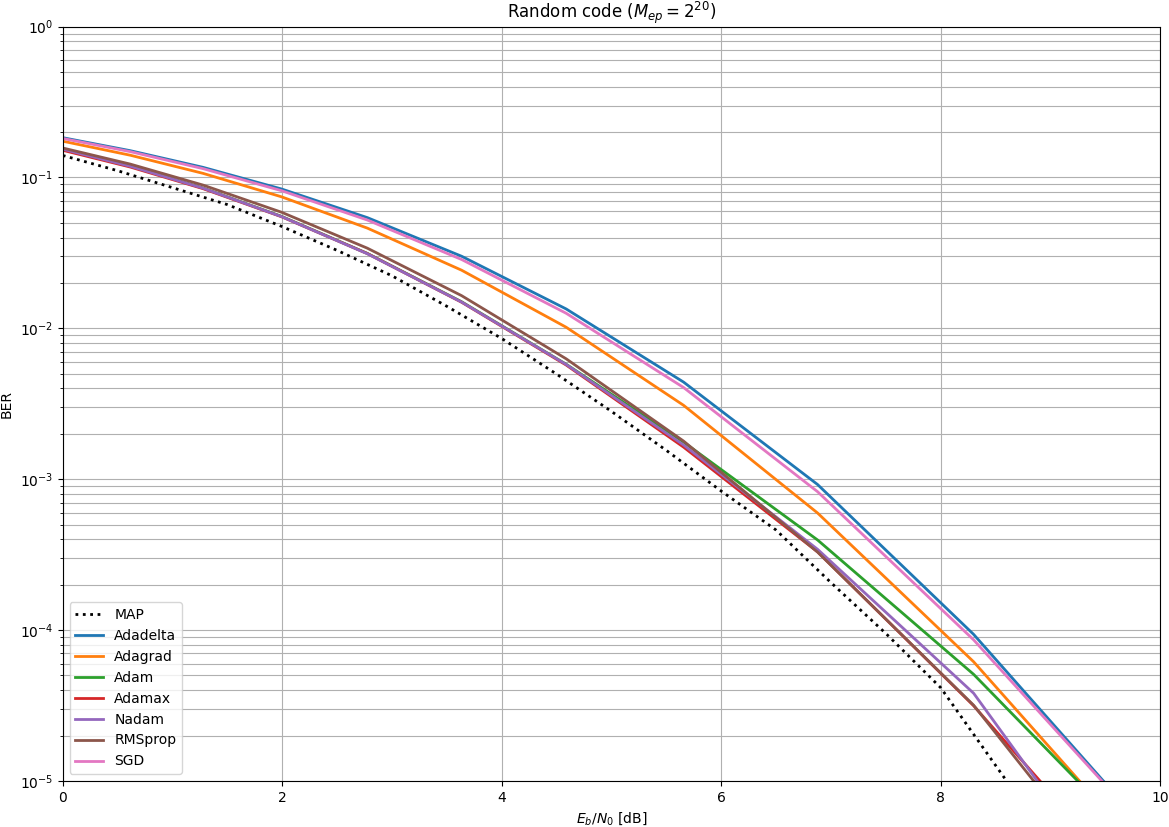 Random code ($M_{ep} = 2^{20}$)
BER
$10^0$
$10^{-1}$
$10^{-2}$
$10^{-3}$
$10^{-4}$
$10^{-5}$
MAP
Adadelta
Adagrad
Adam
Adamax
Nadam
RMSprop
SGD
0 2 4 6 8 10
$E_b/N_0$ [dB]